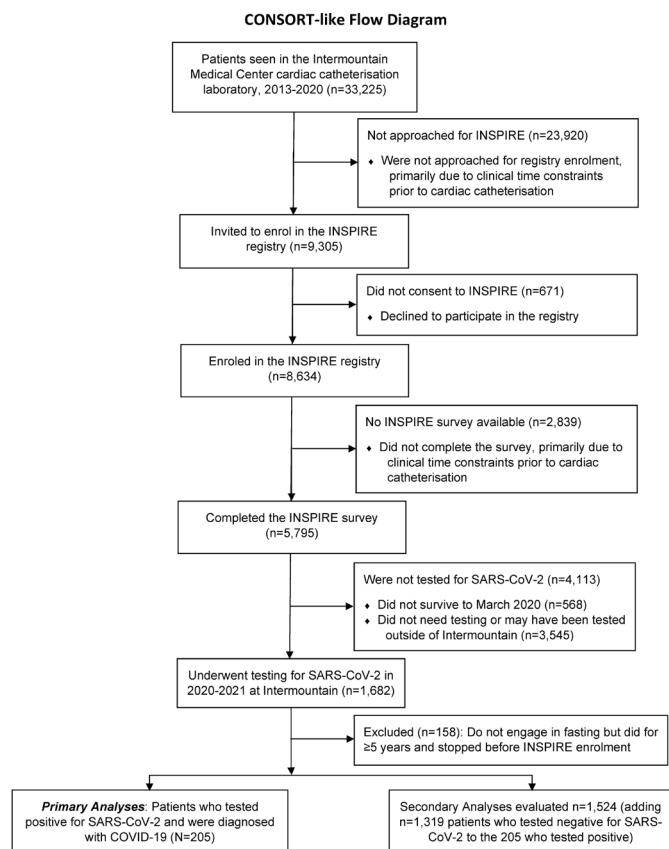 CONSORT-like Flow Diagram
Patients seen in the Intermountain
Medical Center cardiac catheterisation
laboratory, 2013-2020 (n=33,225)
Not approached for INSPIRE (n=23,920)
♦ Were not approached for registry enrolment,
primarily due to clinical time constraints
prior to cardiac catheterisation
Invited to enrol in the INSPIRE
registry (n=9,305)
Did not consent to INSPIRE (n=671)
♦ Declined to participate in the registry
Enroled in the INSPIRE registry
(n=8,634)
No INSPIRE survey available (n=2,839)
♦ Did not complete the survey, primarily due to
clinical time constraints prior to cardiac
catheterisation
Completed the INSPIRE survey
(n=5,795)
Were not tested for SARS-CoV-2 (n=4,113)
♦ Did not survive to March 2020 (n=568)
♦ Did not need testing or may have been tested
outside of Intermountain (n=3,545)
Underwent testing for SARS-CoV-2 in
2020-2021 at Intermountain (n=1,682)
Excluded (n=158): Do not engage in fasting but did for
≥5 years and stopped before INSPIRE enrolment
Primary Analyses: Patients who tested
positive for SARS-CoV-2 and were diagnosed
with COVID-19 (N=205)
Secondary Analyses evaluated n=1,524 (adding
n=1,319 patients who tested negative for SARS-
CoV-2 to the 205 who tested positive)